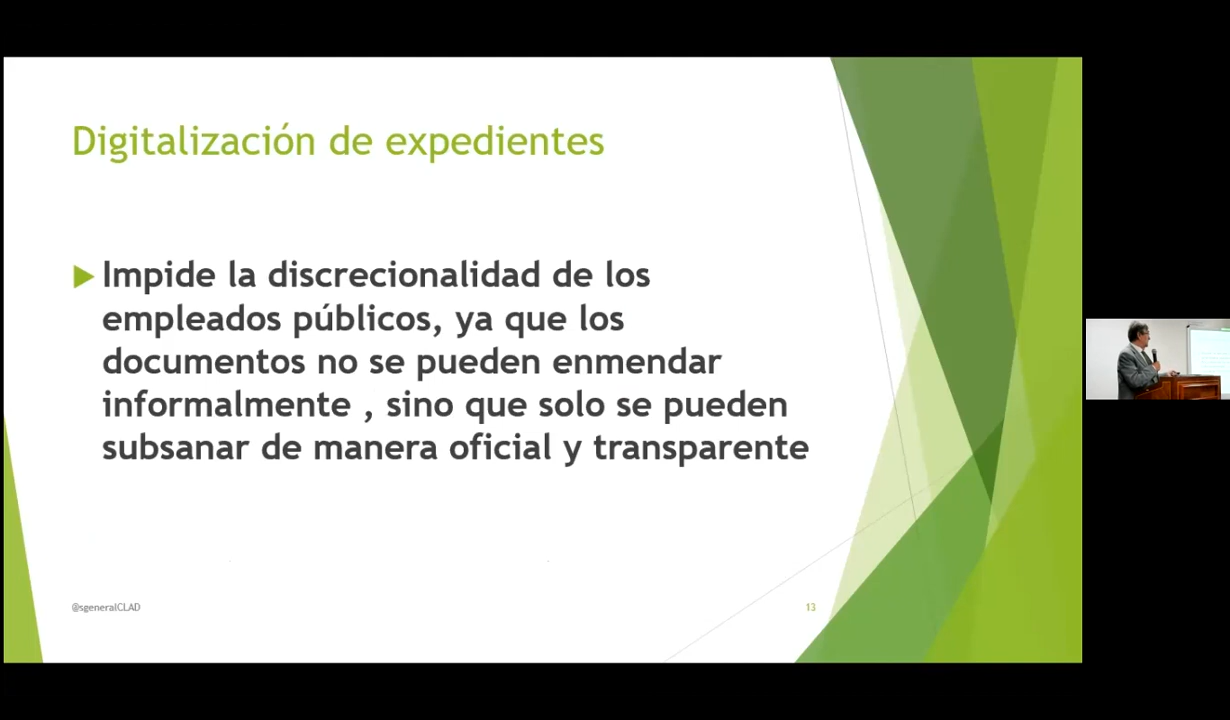 Digitalización de expedientes
Impide la discrecionalidad de los
empleados públicos, ya que los
documentos no se pueden enmendar
informalmente , sino que solo se pueden
subsanar de manera oficial y transparente
@sgeneralCLAD
13